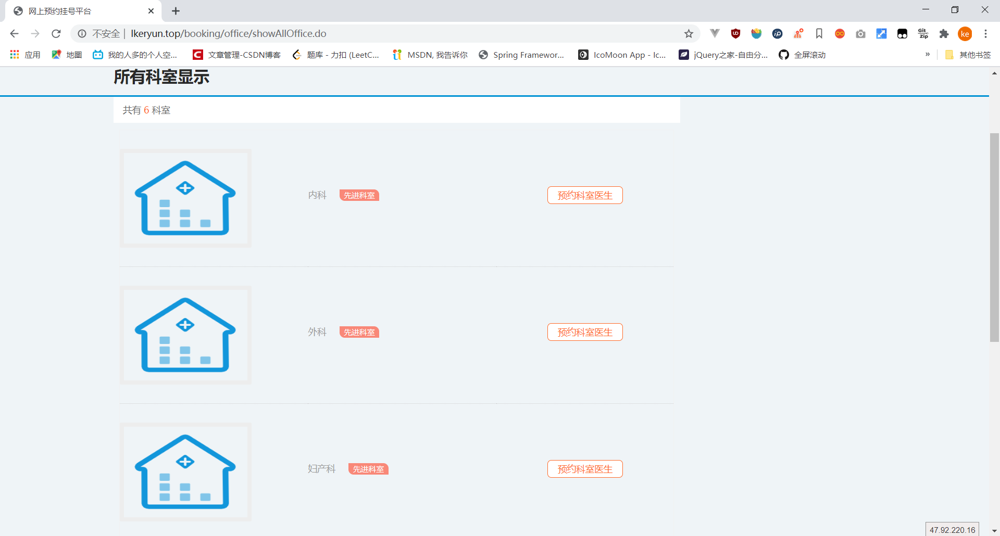 网上预约挂号平台
不安全 | lkeryun.top/booking/office/showAllOffice.do
UD
ip
Git
Zip
ke
应用
地图
我的人多的个人空...
C
文章管理-CSDN博客
题库 - 力扣 (LeetC...
MSDN, 我告诉你
Spring Framewor...
IcoMoon App - Ic...
jQuery之家-自由分...
全屏滚动
»
其他书签
所有科室显示
共有 6 科室
内科 先进科室 预约科室医生
外科 先进科室 预约科室医生
妇产科 先进科室 预约科室医生
47.92.220.16